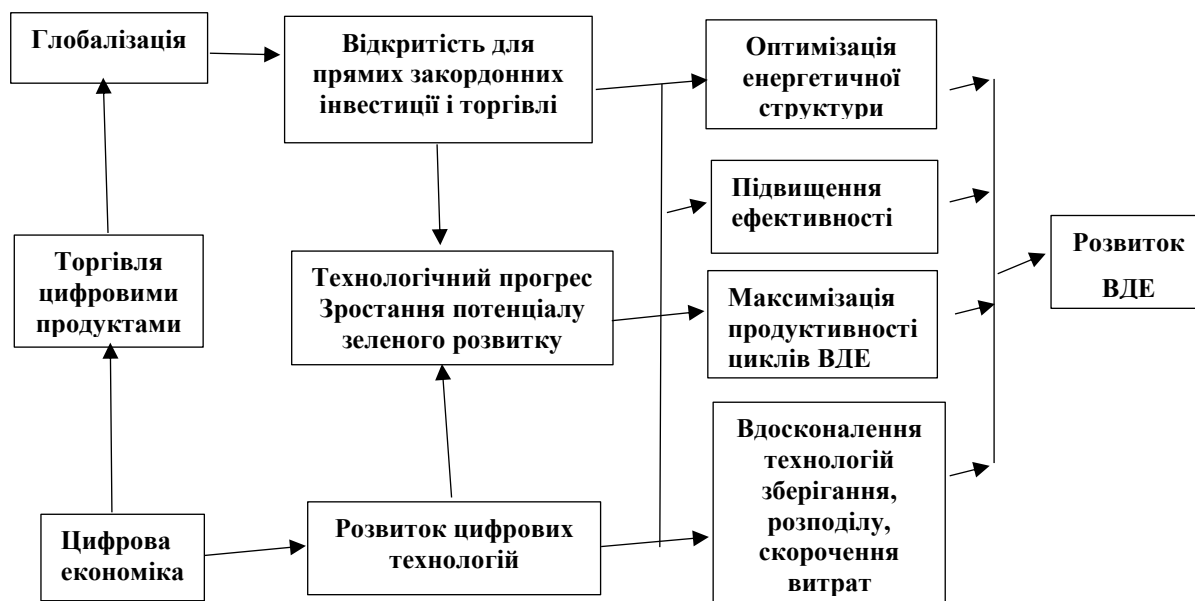 Глобалізація
Відкритість для
прямих закордонних
інвестиції і торгівлі
Оптимізація
енергетичної
структури
Підвищення
ефективності
Торгівля
цифровими
продуктами
Технологічний прогрес
Зростання потенціалу
зеленого розвитку
Максимізація
продуктивності
циклів ВДЕ
Розвиток
ВДЕ
Цифрова
економіка
Розвиток цифрових
технологій
Вдосконалення
технологій
зберігання,
розподілу,
скорочення
витрат